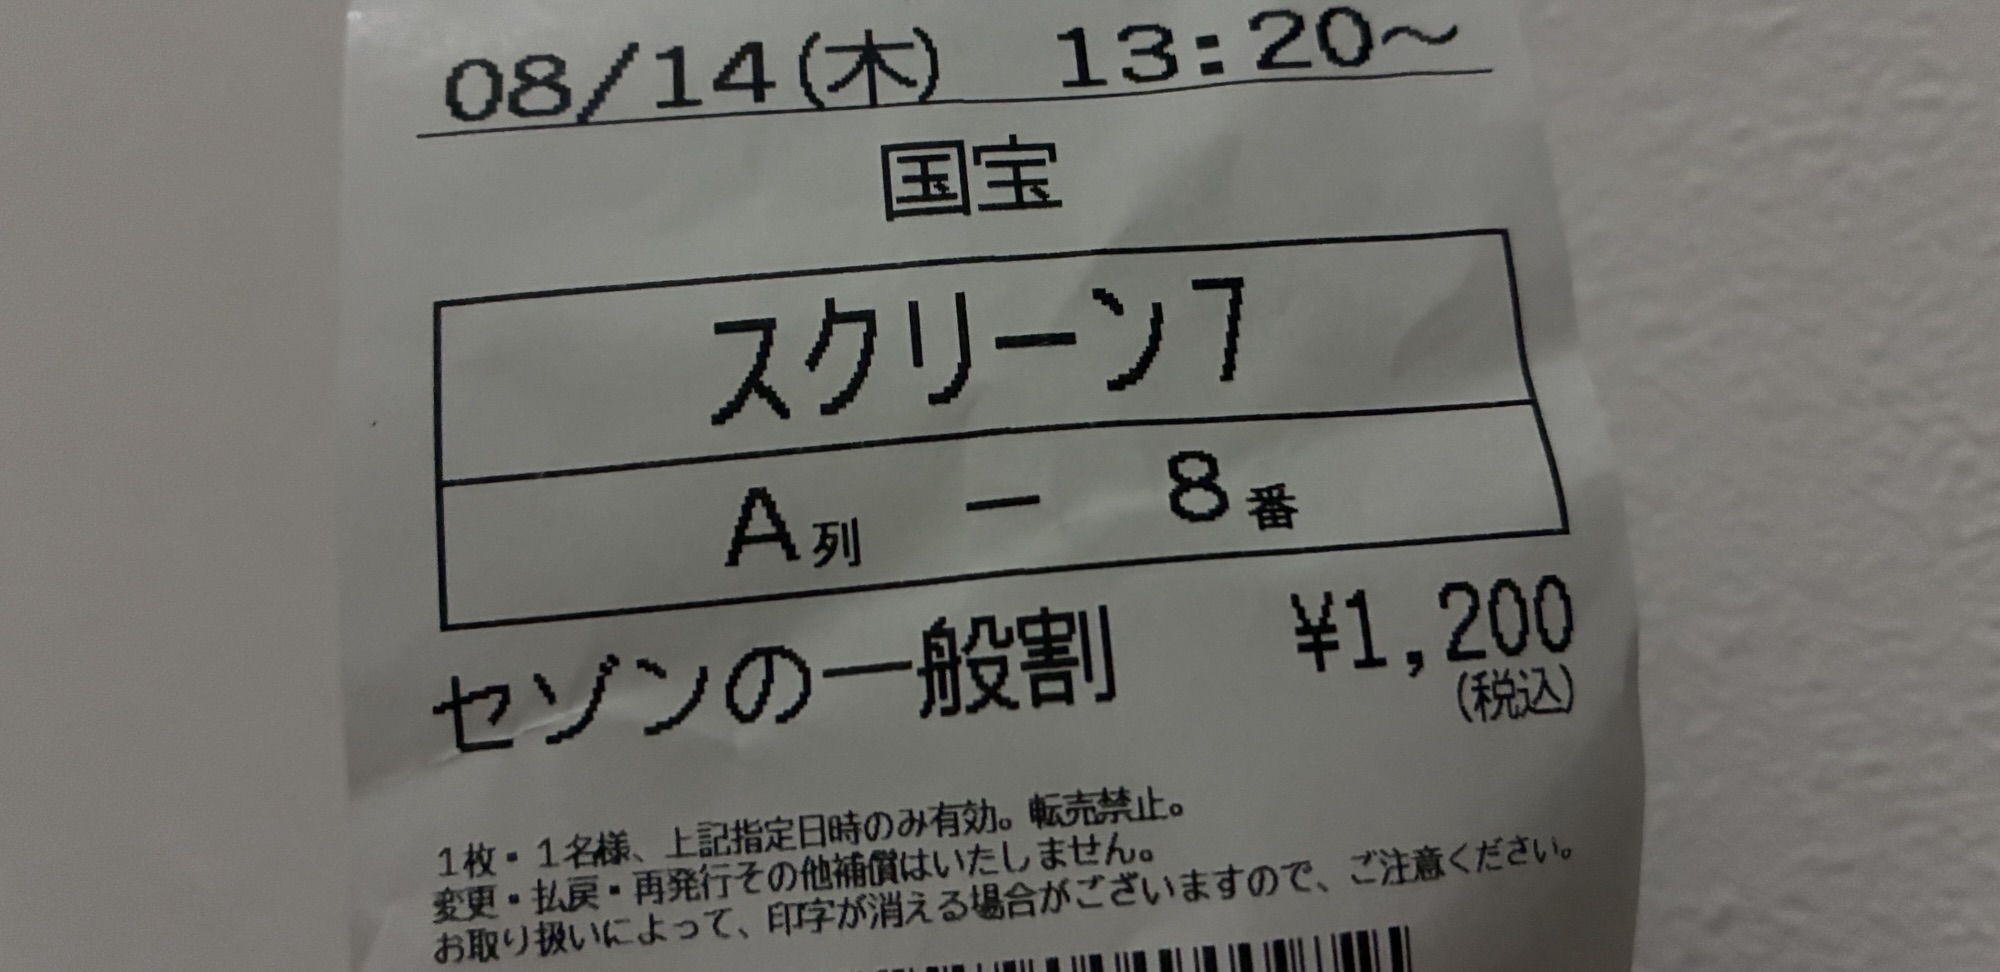 08/14(木) 13:20～
国宝
スクリーン7
A列 － 8番
セゾンの一般割 ¥1,200
(税込)
1枚・1名様、上記指定日時のみ有効。転売禁止。
変更・払戻・再発行その他補償はいたしません。
お取り扱いによって、印字が消える場合がございますので、ご注意ください。